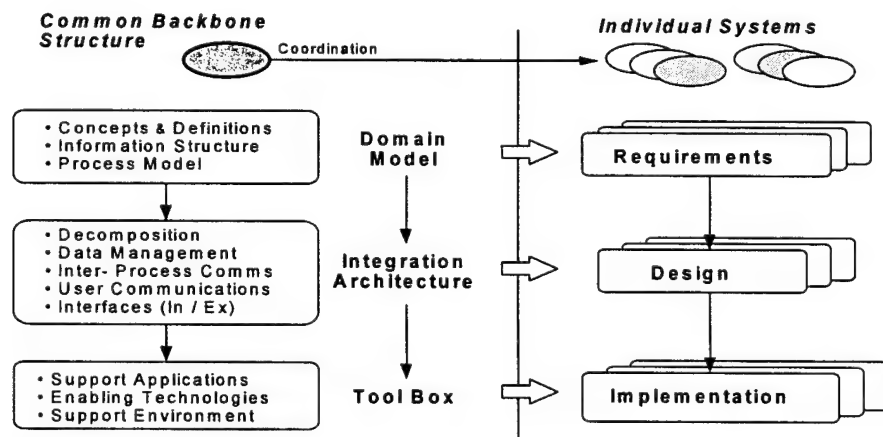 Common Backbone
Structure
Coordination
Individual Systems
• Concepts & Definitions
• Information Structure
• Process Model
Domain
Model
Requirements
• Decomposition
• Data Management
• Inter- Process Comms
• User Communications
• Interfaces (In / Ex)
Integration
Architecture
Design
• Support Applications
• Enabling Technologies
• Support Environment
Tool Box
Implementation